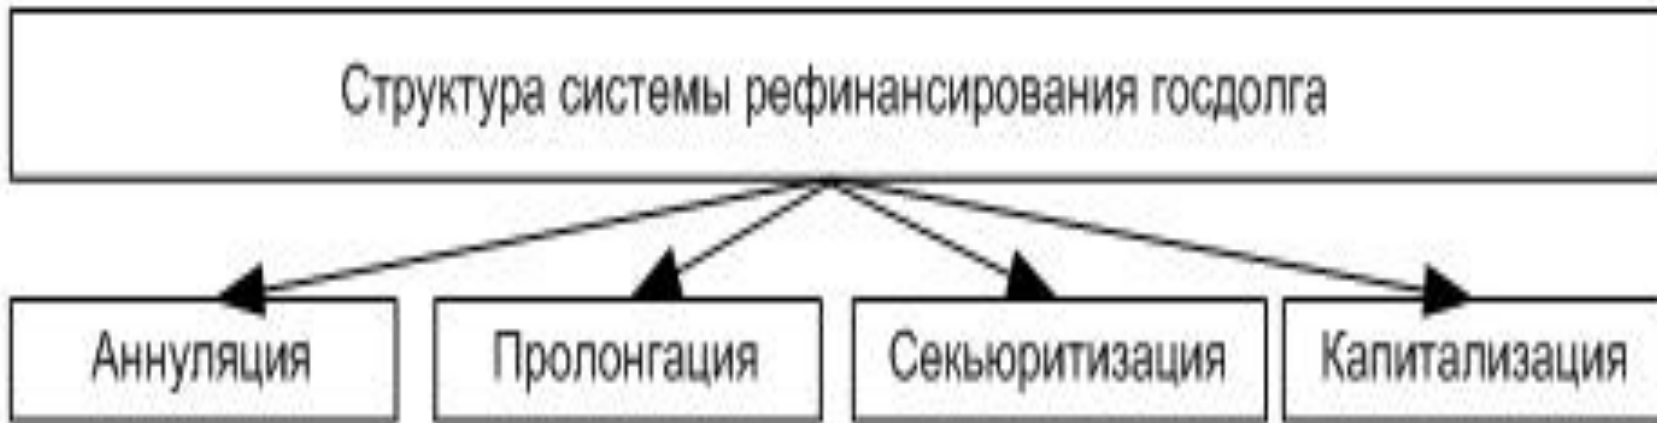 Структура системы рефинансирования госдолга
Аннуляция
Пролонгация
Секьюритизация
Капитализация